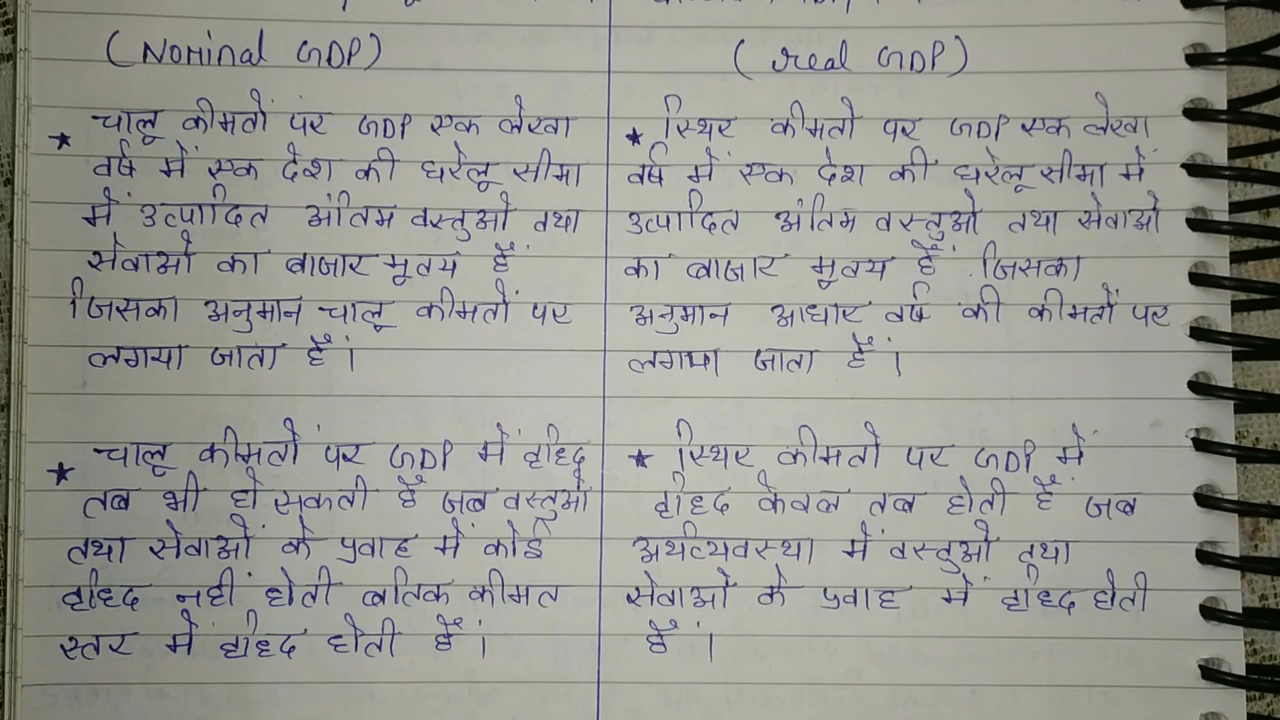 (Nominal GDP)
★ चालू कीमतों पर GDP एक लेखा
वर्ष में एक देश की घरेलू सीमा
में उत्पादित अंतिम वस्तुओं तथा
सेवाओं का बाजार मूल्य हैं
जिसका अनुमान चालू कीमतों पर
लगाया जाता है।
★ चालू कीमतों पर GDP में वृध्दि
तब भी हो सकती हैं जब वस्तुओं
तथा सेवाओं के प्रवाह में कोई
वृध्दि नहीं होती बल्कि कीमत
स्तर में वृध्दि होती हैं।
(real GDP)
★ स्थिर कीमतों पर GDP एक लेखा
वर्ष में एक देश की घरेलू सीमा में
उत्पादित अंतिम वस्तुओं तथा सेवाओं
का बाजार मूल्य हैं जिसका
अनुमान आधार वर्ष की कीमतों पर
लगाया जाता हैं।
★ स्थिर कीमतों पर GDP में
वृध्दि केवल तब होती हैं जब
अर्थव्यवस्था में वस्तुओं तथा
सेवाओं के प्रवाह में वृध्दि होती
हैं।